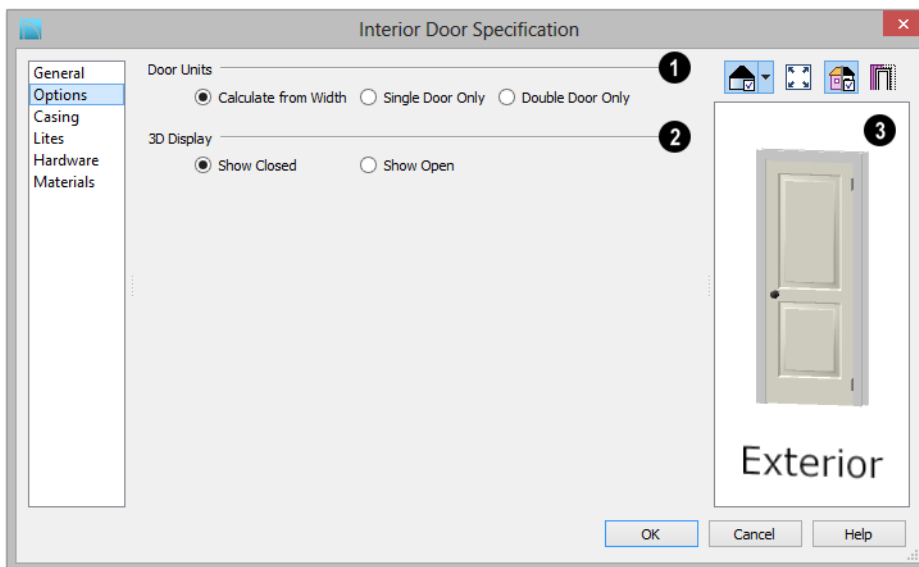 Interior Door Specification
General
Options
Casing
Lites
Hardware
Materials
Door Units 1
Calculate from Width Single Door Only Double Door Only
3D Display 2
Show Closed Show Open
3
Exterior
OK Cancel Help